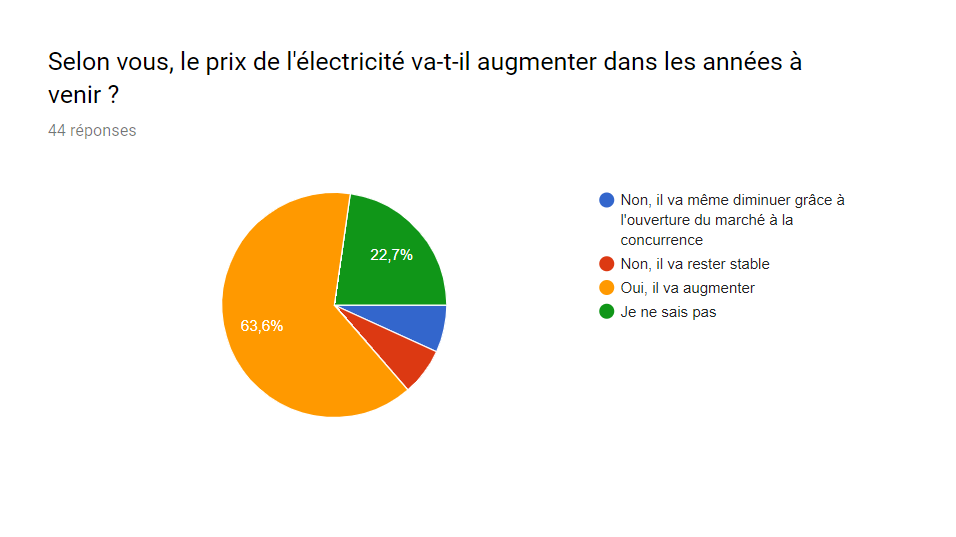 Selon vous, le prix de l'électricité va-t-il augmenter dans les années à
venir ?
44 réponses
22,7%
63,6%
Non, il va même diminuer grâce à
l'ouverture du marché à la
concurrence
Non, il va rester stable
Oui, il va augmenter
Je ne sais pas